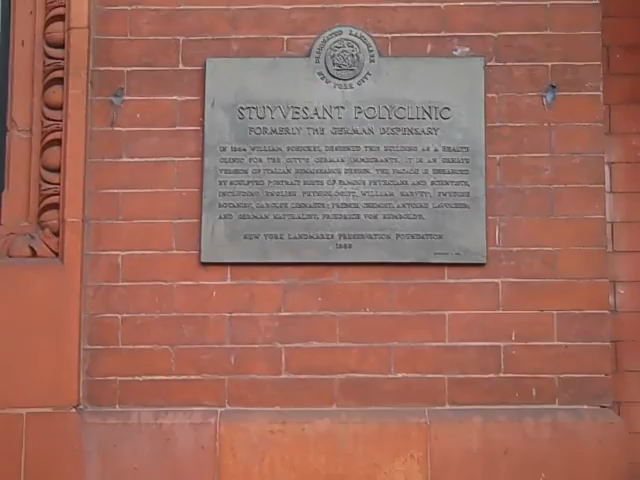 DESIGNATED LANDMARK
NEW YORK CITY
STUYVESANT POLYCLINIC
FORMERLY THE GERMAN DISPENSARY
IN 1884 WILLIAM SCHICKEL DESIGNED THIS BUILDING AS A HEALTH
CLINIC FOR THE CITY'S GERMAN IMMIGRANTS. IT IS AN ORNATE
VERSION OF ITALIAN RENAISSANCE DESIGN. THE FACADE IS ENHANCED
BY SCULPTED PORTRAIT BUSTS OF FAMOUS PHYSICIANS AND SCIENTISTS,
INCLUDING ENGLISH PHYSIOLOGIST, WILLIAM HARVEY; SWEDISH
BOTANIST, CAROLUS LINNAEUS; FRENCH CHEMIST, ANTOINE LAVOISIER;
AND GERMAN NATURALIST, FRIEDRICH VON HUMBOLDT.
NEW YORK LANDMARKS PRESERVATION FOUNDATION